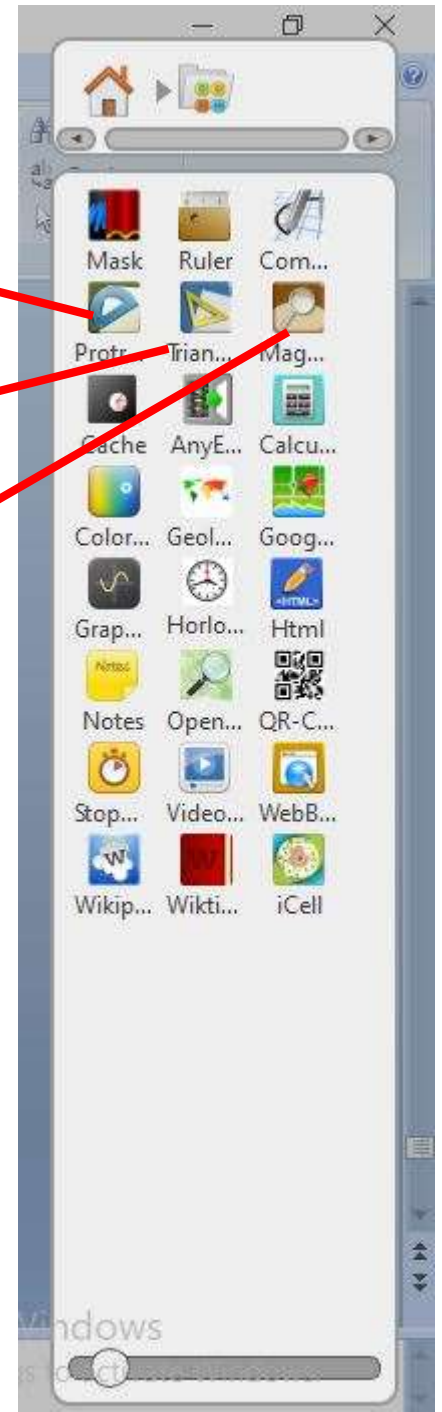 Mask Ruler Com...
Protr... Trian... Mag...
Cache AnyE... Calcu...
Color... Geol... Goog...
Grap... Horlo... Html
Notes Open... QR-C...
Stop... Video... WebB...
Wikip... Wikti... iCell
Windows